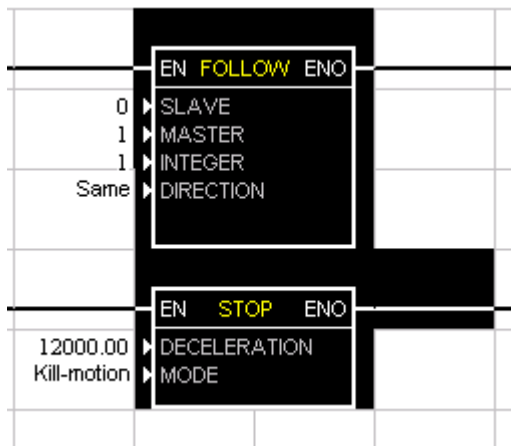 EN FOLLOW ENO
0 SLAVE
1 MASTER
1 INTEGER
Same DIRECTION
EN STOP ENO
12000.00 DECELERATION
Kill-motion MODE